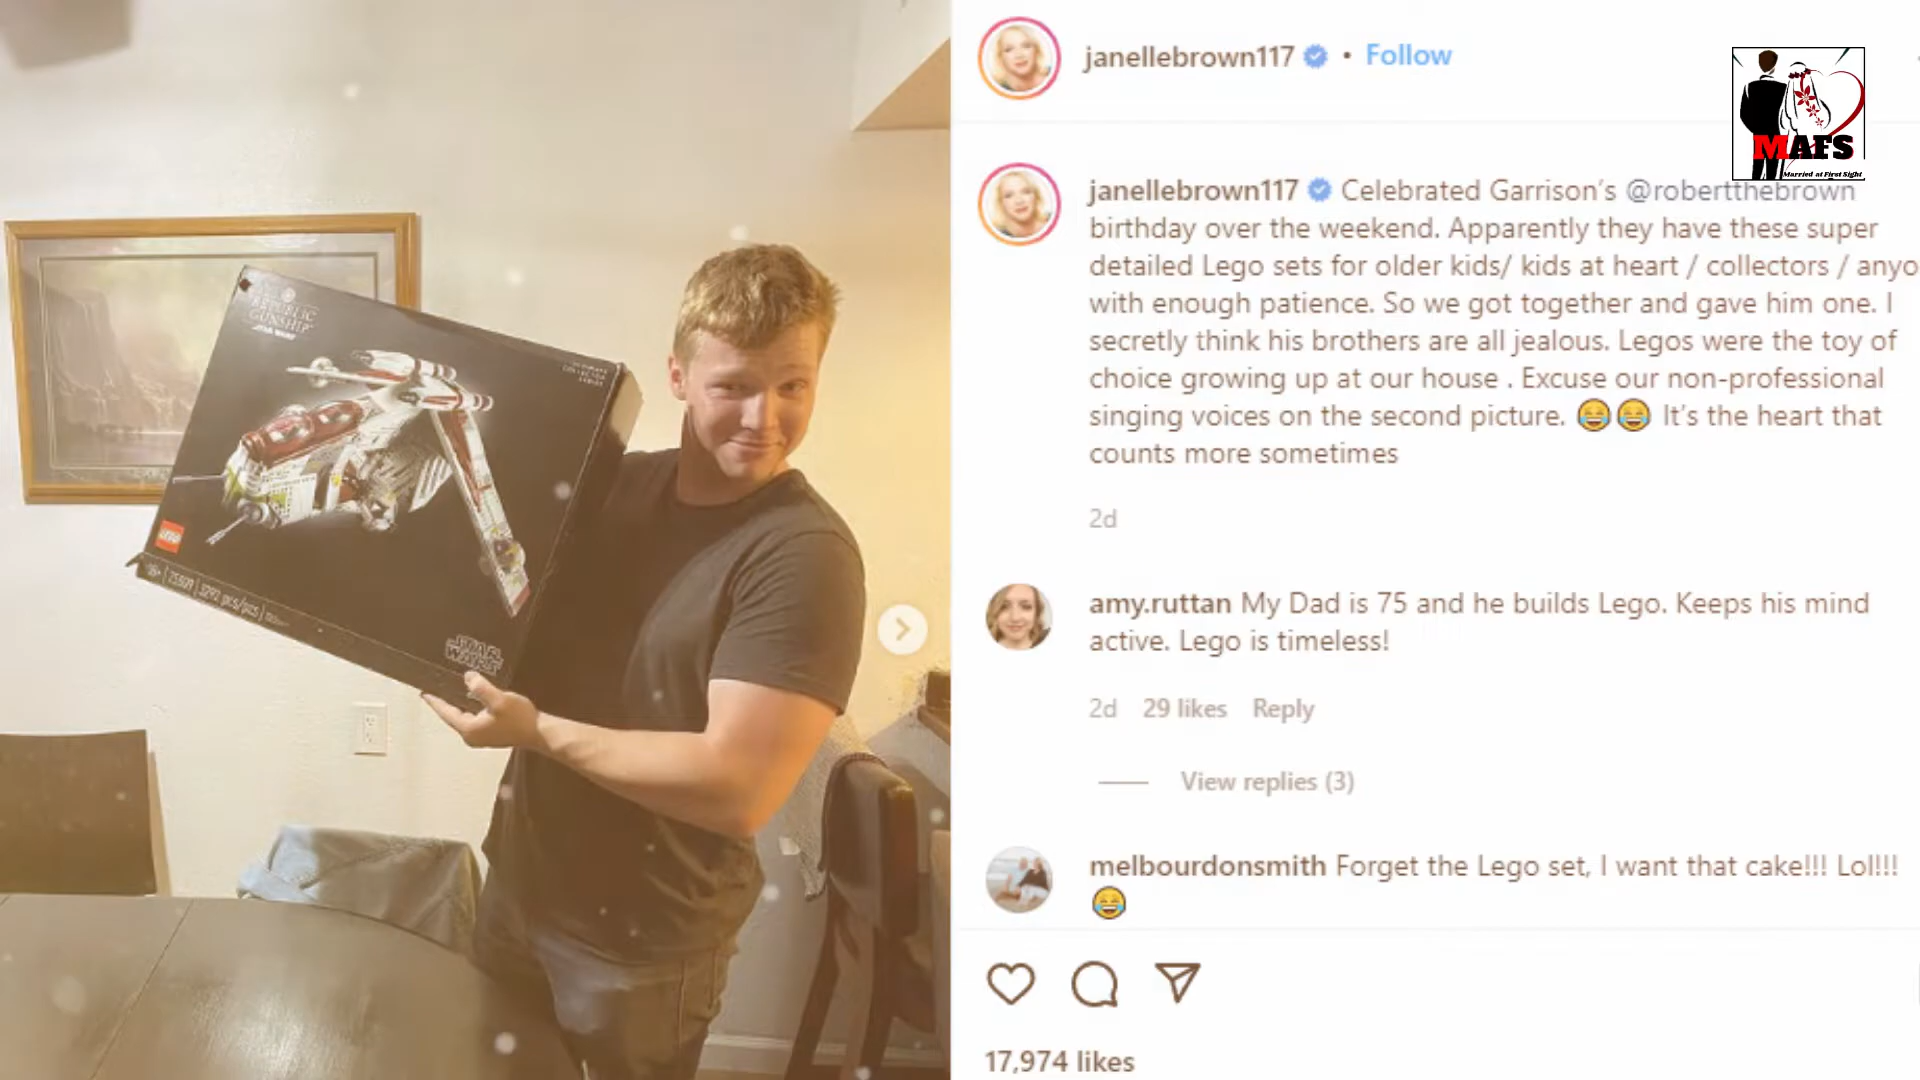 janellebrown117 • Follow
MAFS
Married at First Sight
janellebrown117 Celebrated Garrison's @robertthebrown
birthday over the weekend. Apparently they have these super
detailed Lego sets for older kids/ kids at heart / collectors / anyo
with enough patience. So we got together and gave him one. I
secretly think his brothers are all jealous. Legos were the toy of
choice growing up at our house . Excuse our non-professional
singing voices on the second picture. 😂😂 It's the heart that
counts more sometimes
2d
amy.ruttan My Dad is 75 and he builds Lego. Keeps his mind
active. Lego is timeless!
2d 29 likes Reply
View replies (3)
melbourdonsmith Forget the Lego set, I want that cake!!! Lol!!!
😂
17,974 likes
REPUBLIC
GUNSHIP
STAR WARS
LEGO
18+ 75309 3292 pcs/pzs
STAR
WARS